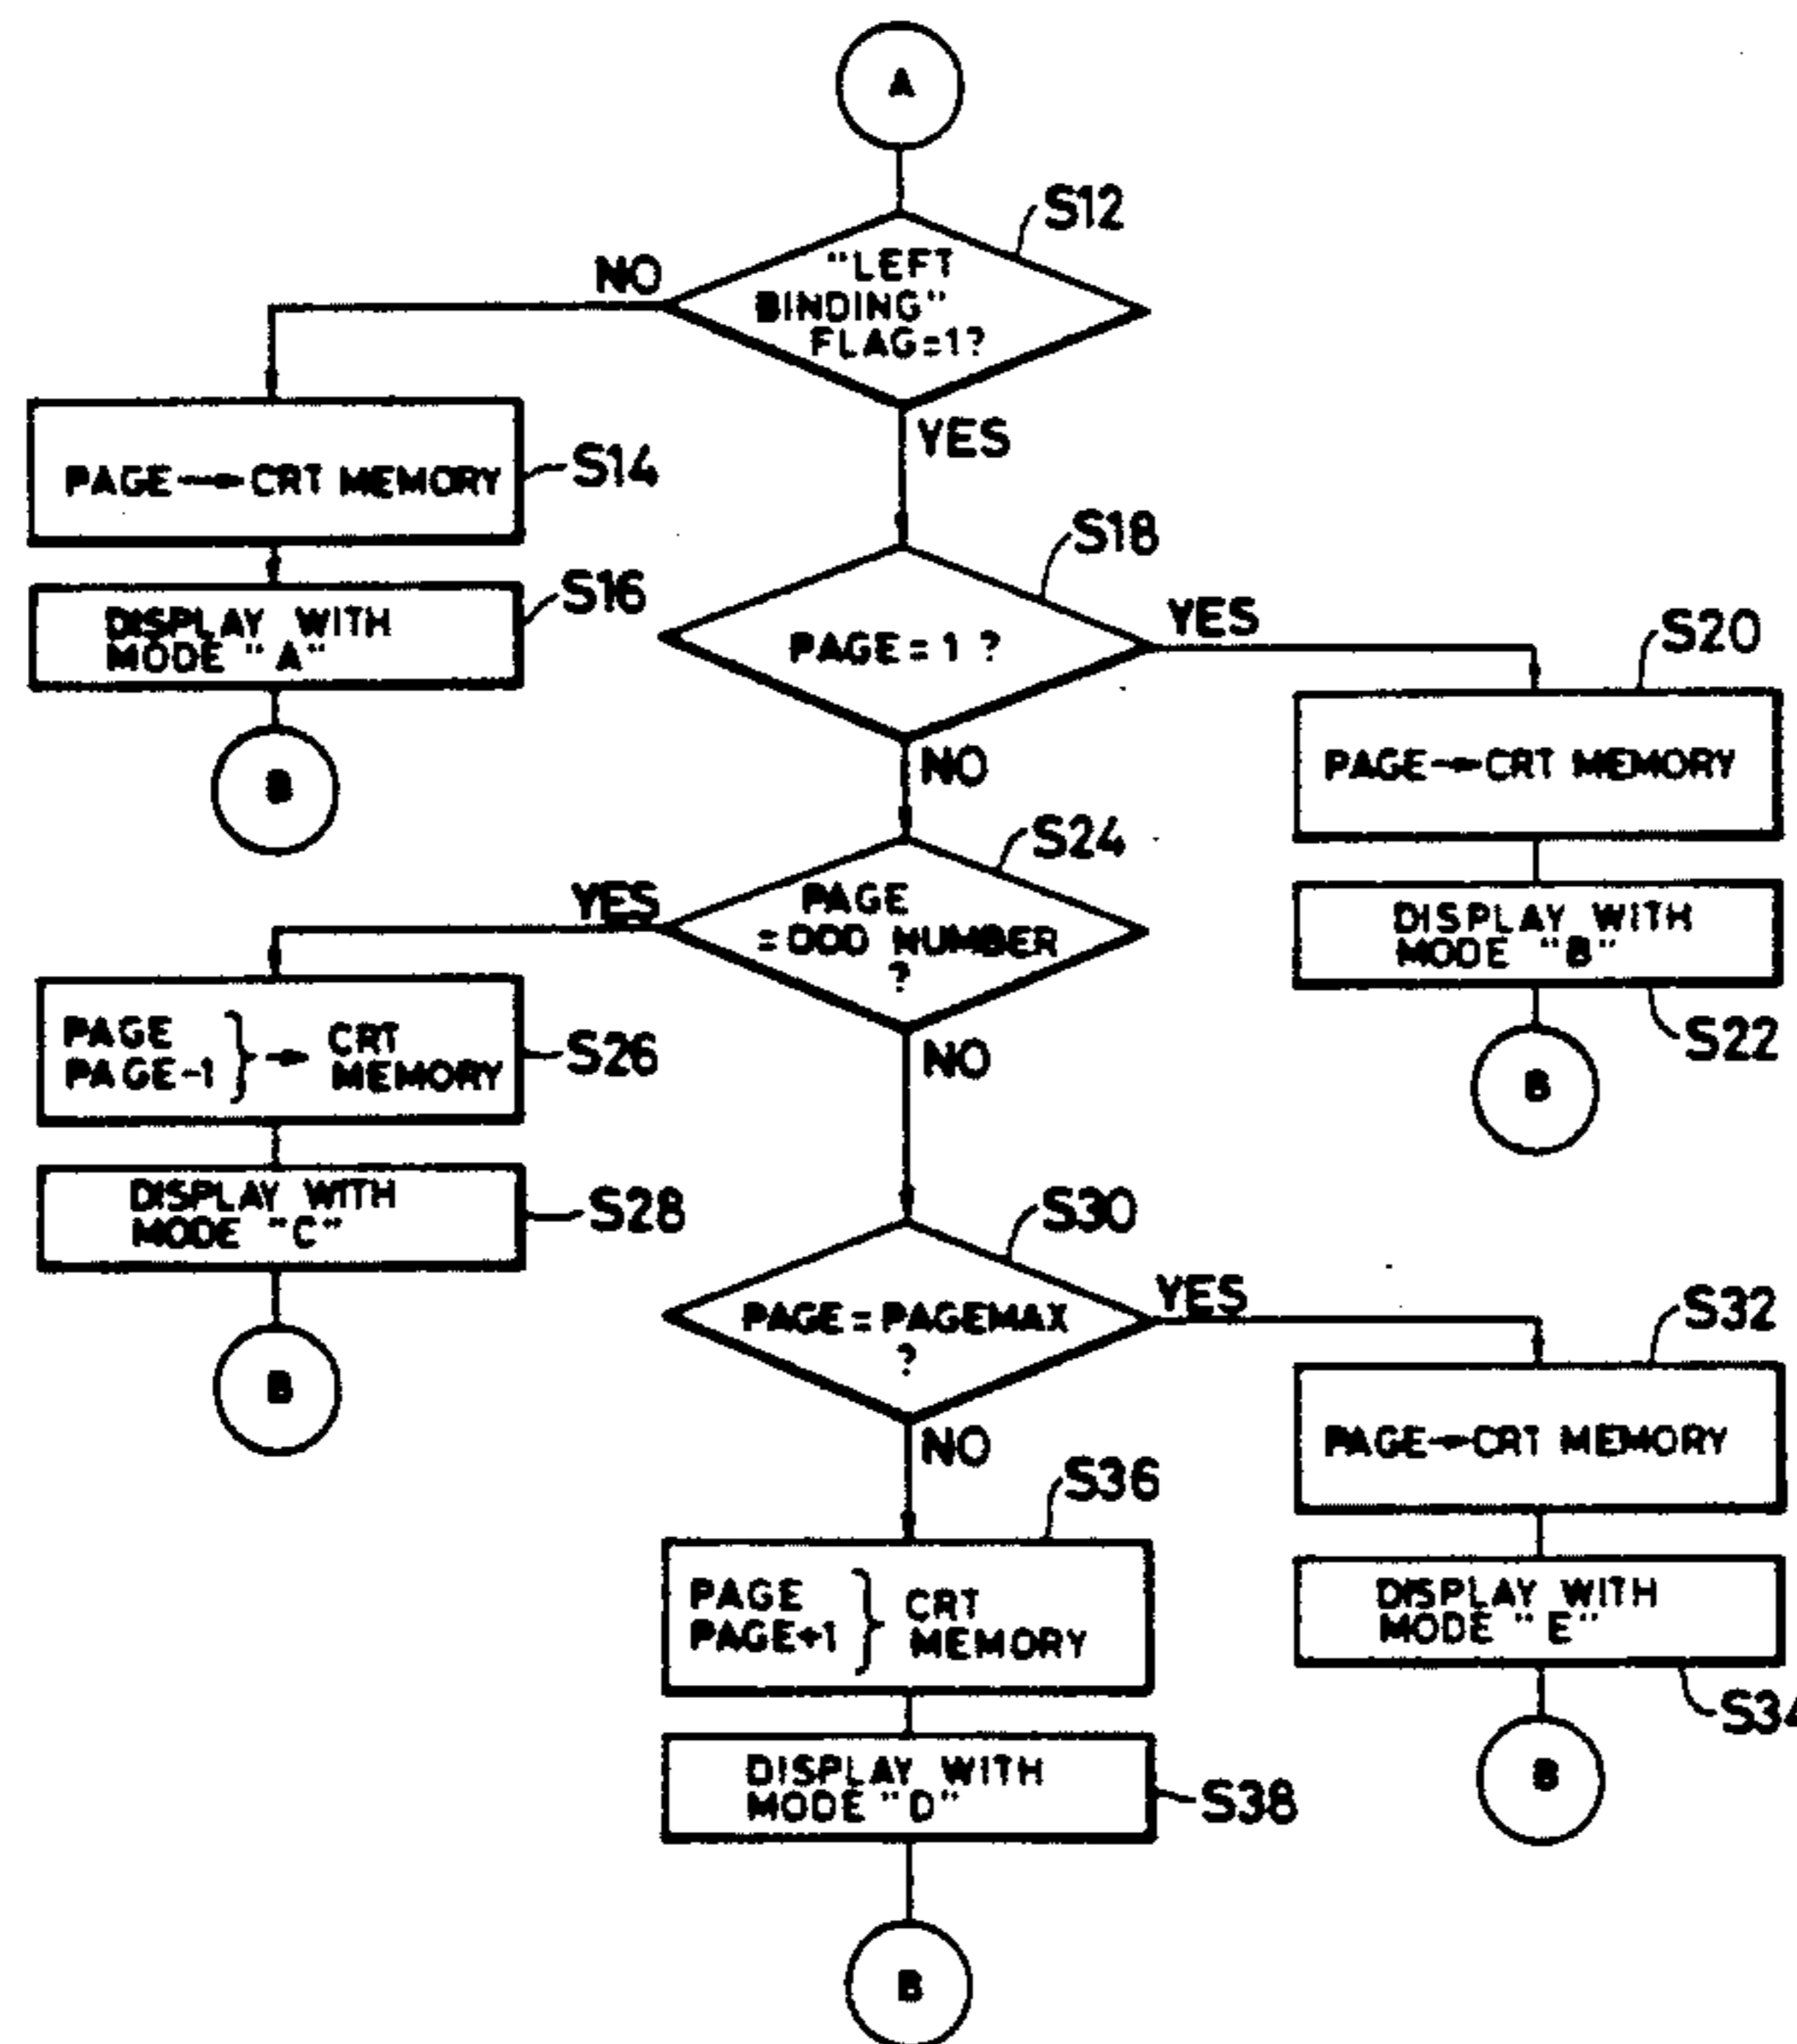 A
S12
NO
"LEFT
BINDING"
FLAG=1?
YES
PAGE→CRT MEMORY
S14
S18
DISPLAY WITH
MODE "A"
S16
PAGE=1?
YES
S20
B
NO
PAGE→CRT MEMORY
S24
YES
PAGE
=ODD NUMBER
?
DISPLAY WITH
MODE "B"
S22
B
PAGE
PAGE-1 } → CRT
MEMORY
S26
NO
DISPLAY WITH
MODE "C"
S28
S30
B
PAGE=PAGEMAX
?
YES
S32
NO
PAGE→CRT MEMORY
S36
PAGE
PAGE+1 } CRT
MEMORY
DISPLAY WITH
MODE "E"
S34
B
DISPLAY WITH
MODE "D"
S38
B